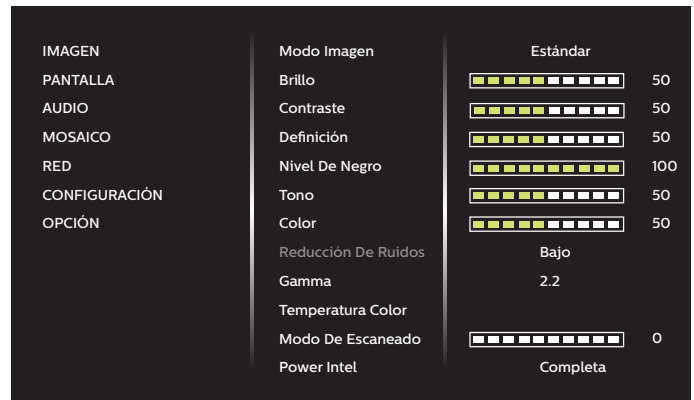 IMAGEN
PANTALLA
AUDIO
MOSAICO
RED
CONFIGURACIÓN
OPCIÓN
Modo Imagen Estándar
Brillo 50
Contraste 50
Definición 50
Nivel De Negro 100
Tono 50
Color 50
Reducción De Ruidos Bajo
Gamma 2.2
Temperatura Color
Modo De Escaneado 0
Power Intel Completa